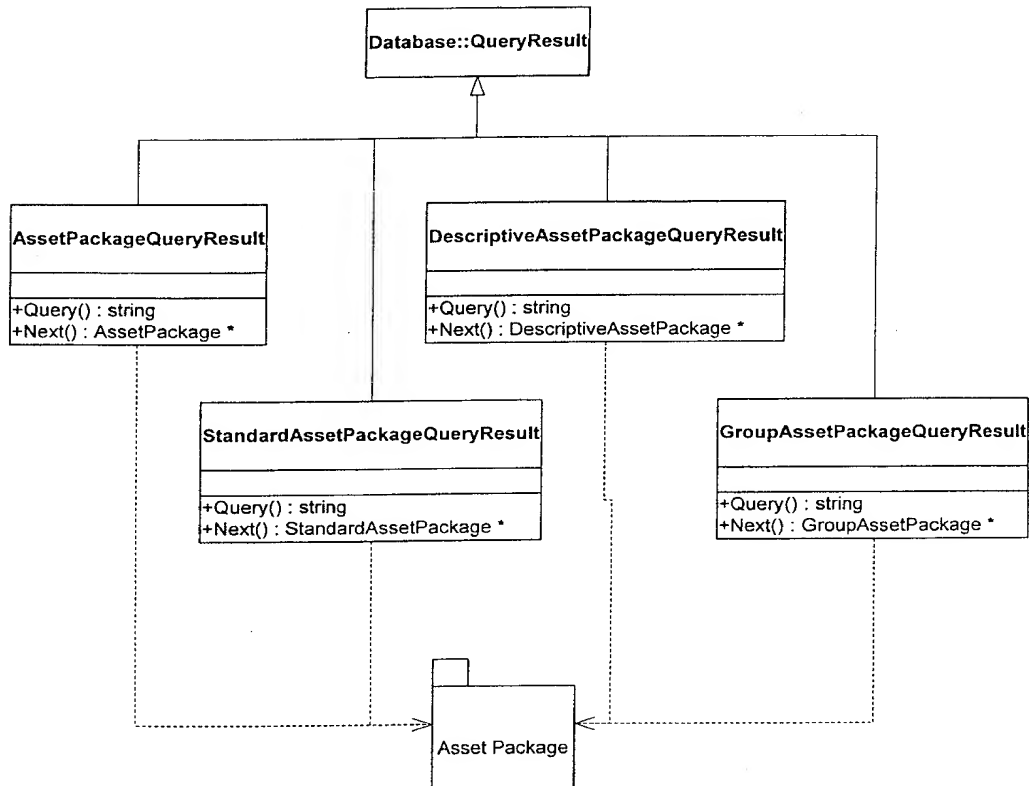 Database::QueryResult
AssetPackageQueryResult
+Query() : string
+Next() : AssetPackage *
DescriptiveAssetPackageQueryResult
+Query() : string
+Next() : DescriptiveAssetPackage *
StandardAssetPackageQueryResult
+Query() : string
+Next() : StandardAssetPackage *
GroupAssetPackageQueryResult
+Query() : string
+Next() : GroupAssetPackage *
Asset Package